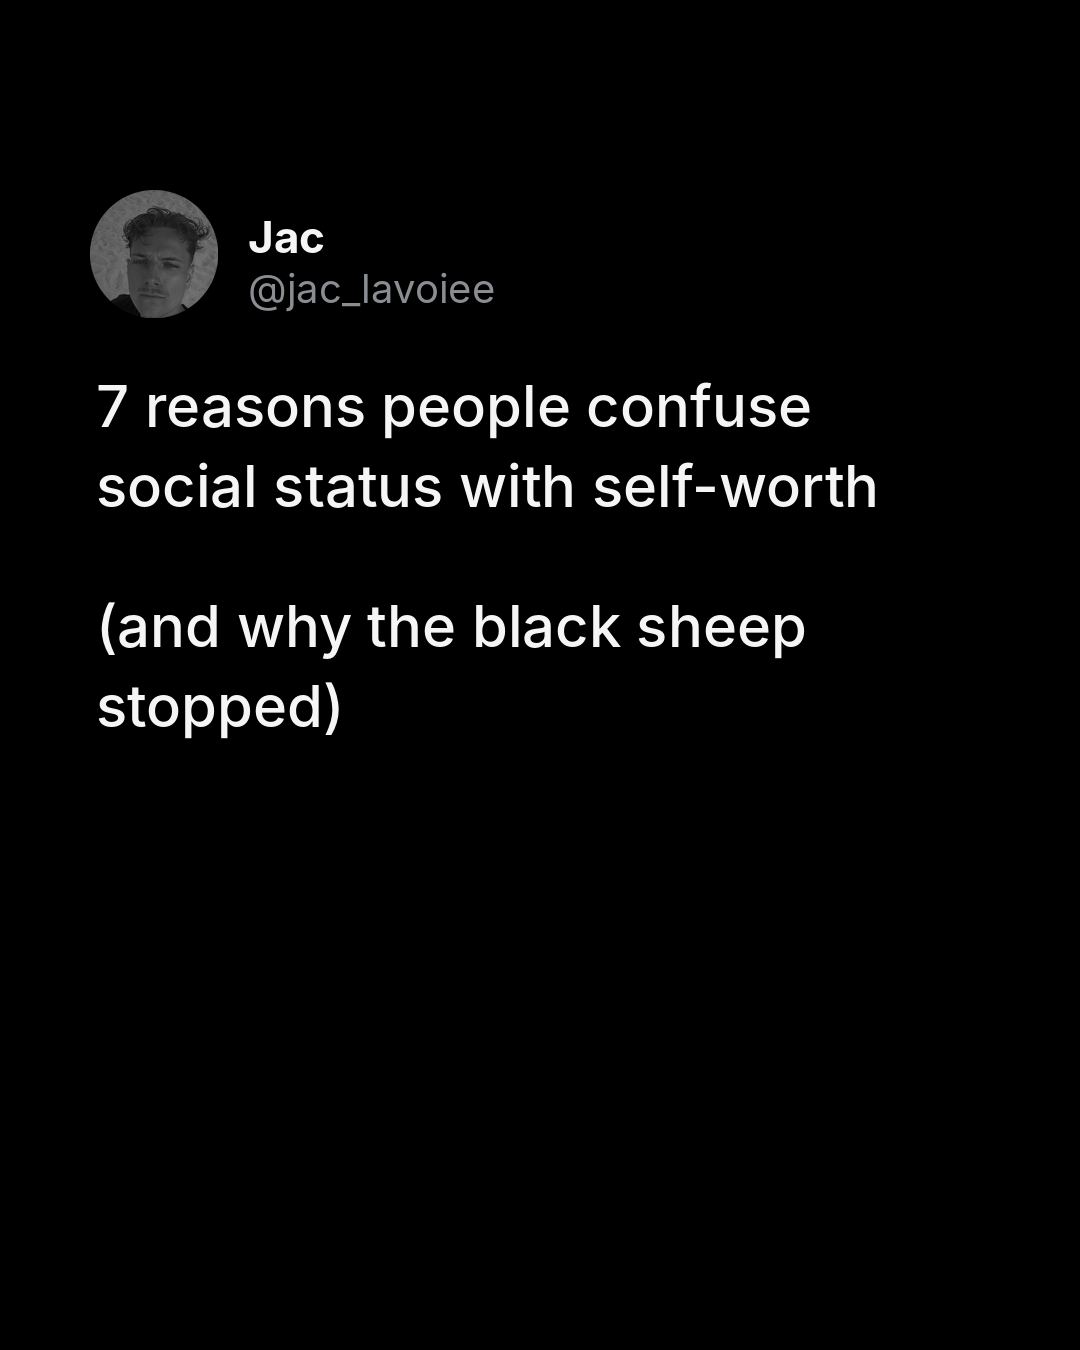 Jac
@jac_lavoiee
7 reasons people confuse
social status with self-worth
(and why the black sheep
stopped)